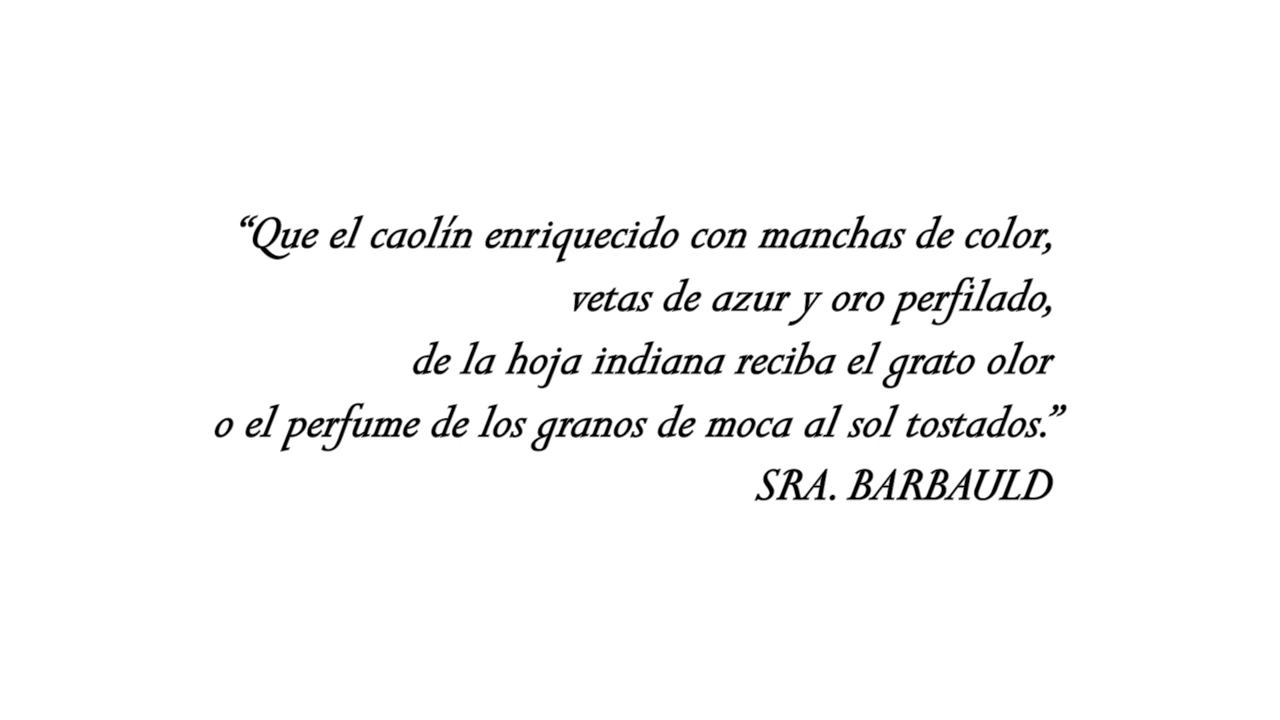 “Que el caolín enriquecido con manchas de color,
vetas de azur y oro perfilado,
de la hoja indiana reciba el grato olor
o el perfume de los granos de moca al sol tostados.”
SRA. BARBAULD